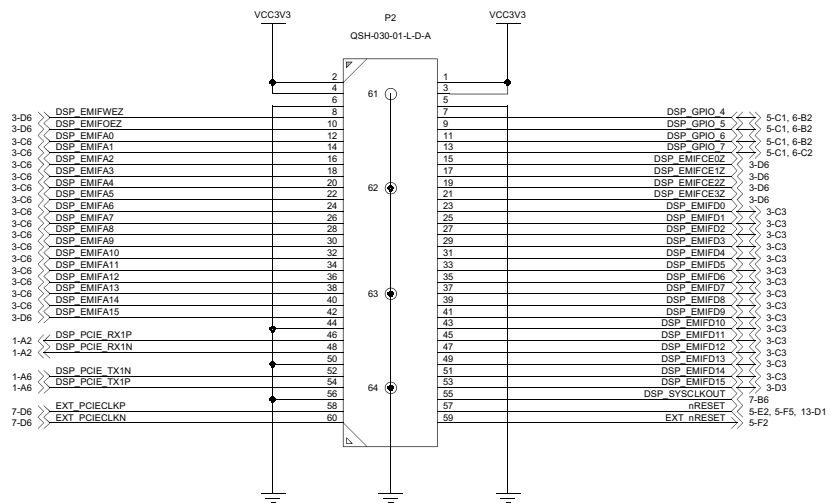 VCC3V3 P2 VCC3V3
QSH-030-01-L-D-A
2 1
4 61 3
6 5
3-D6 DSP_EMIFWEZ 8 7 DSP_GPIO_4 5-C1, 6-B2
3-D6 DSP_EMIFOEZ 10 9 DSP_GPIO_5 5-C1, 6-B2
3-C6 DSP_EMIFA0 12 11 DSP_GPIO_6 5-C1, 6-B2
3-C6 DSP_EMIFA1 14 13 DSP_GPIO_7 5-C1, 6-C2
3-C6 DSP_EMIFA2 16 15 DSP_EMIFCE0Z 3-D6
3-C6 DSP_EMIFA3 18 17 DSP_EMIFCE1Z 3-D6
3-C6 DSP_EMIFA4 20 62 19 DSP_EMIFCE2Z 3-D6
3-C6 DSP_EMIFA5 22 21 DSP_EMIFCE3Z 3-D6
3-C6 DSP_EMIFA6 24 23 DSP_EMIFD0 3-C3
3-C6 DSP_EMIFA7 26 25 DSP_EMIFD1 3-C3
3-C6 DSP_EMIFA8 28 27 DSP_EMIFD2 3-C3
3-C6 DSP_EMIFA9 30 29 DSP_EMIFD3 3-C3
3-C6 DSP_EMIFA10 32 31 DSP_EMIFD4 3-C3
3-C6 DSP_EMIFA11 34 33 DSP_EMIFD5 3-C3
3-C6 DSP_EMIFA12 36 35 DSP_EMIFD6 3-C3
3-C6 DSP_EMIFA13 38 63 37 DSP_EMIFD7 3-C3
3-C6 DSP_EMIFA14 40 39 DSP_EMIFD8 3-C3
3-D6 DSP_EMIFA15 42 41 DSP_EMIFD9 3-C3
44 43 DSP_EMIFD10 3-C3
1-A2 DSP_PCIE_RX1P 46 45 DSP_EMIFD11 3-C3
1-A2 DSP_PCIE_RX1N 48 47 DSP_EMIFD12 3-C3
50 49 DSP_EMIFD13 3-C3
1-A6 DSP_PCIE_TX1N 52 51 DSP_EMIFD14 3-C3
1-A6 DSP_PCIE_TX1P 54 64 53 DSP_EMIFD15 3-D3
56 55 DSP_SYSCLKOUT 7-B6
7-D6 EXT_PCIECLKP 58 57 nRESET 5-E2, 5-F5, 13-D1
7-D6 EXT_PCIECLKN 60 59 EXT_nRESET 5-F2